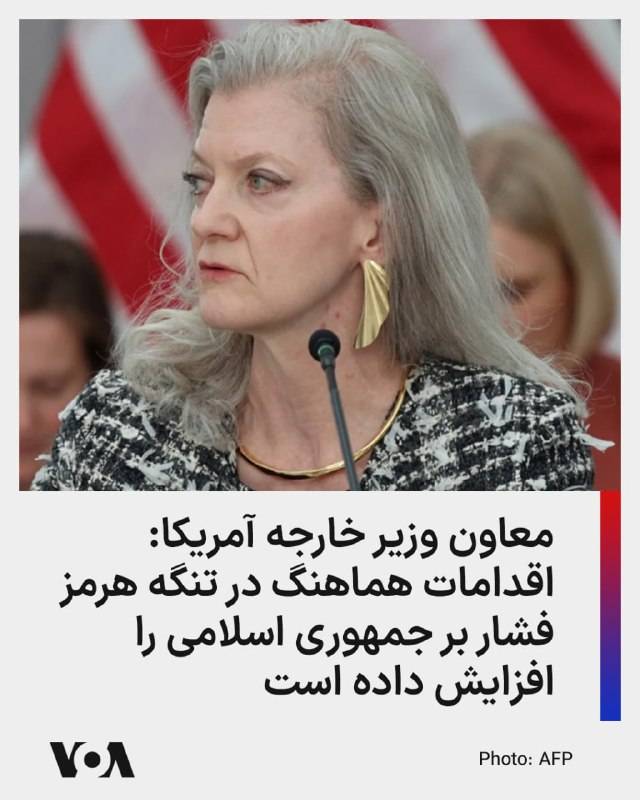 معاون وزیر خارجه آمریکا:
اقدامات هماهنگ در تنگه هرمز
فشار بر جمهوری اسلامی را
افزایش داده است
VOA
Photo: AFP